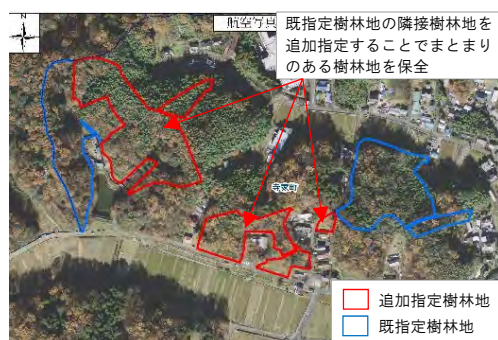 航空写真
既指定樹林地の隣接樹林地を
追加指定することでまとまり
のある樹林地を保全
寺家町
追加指定樹林地
既指定樹林地